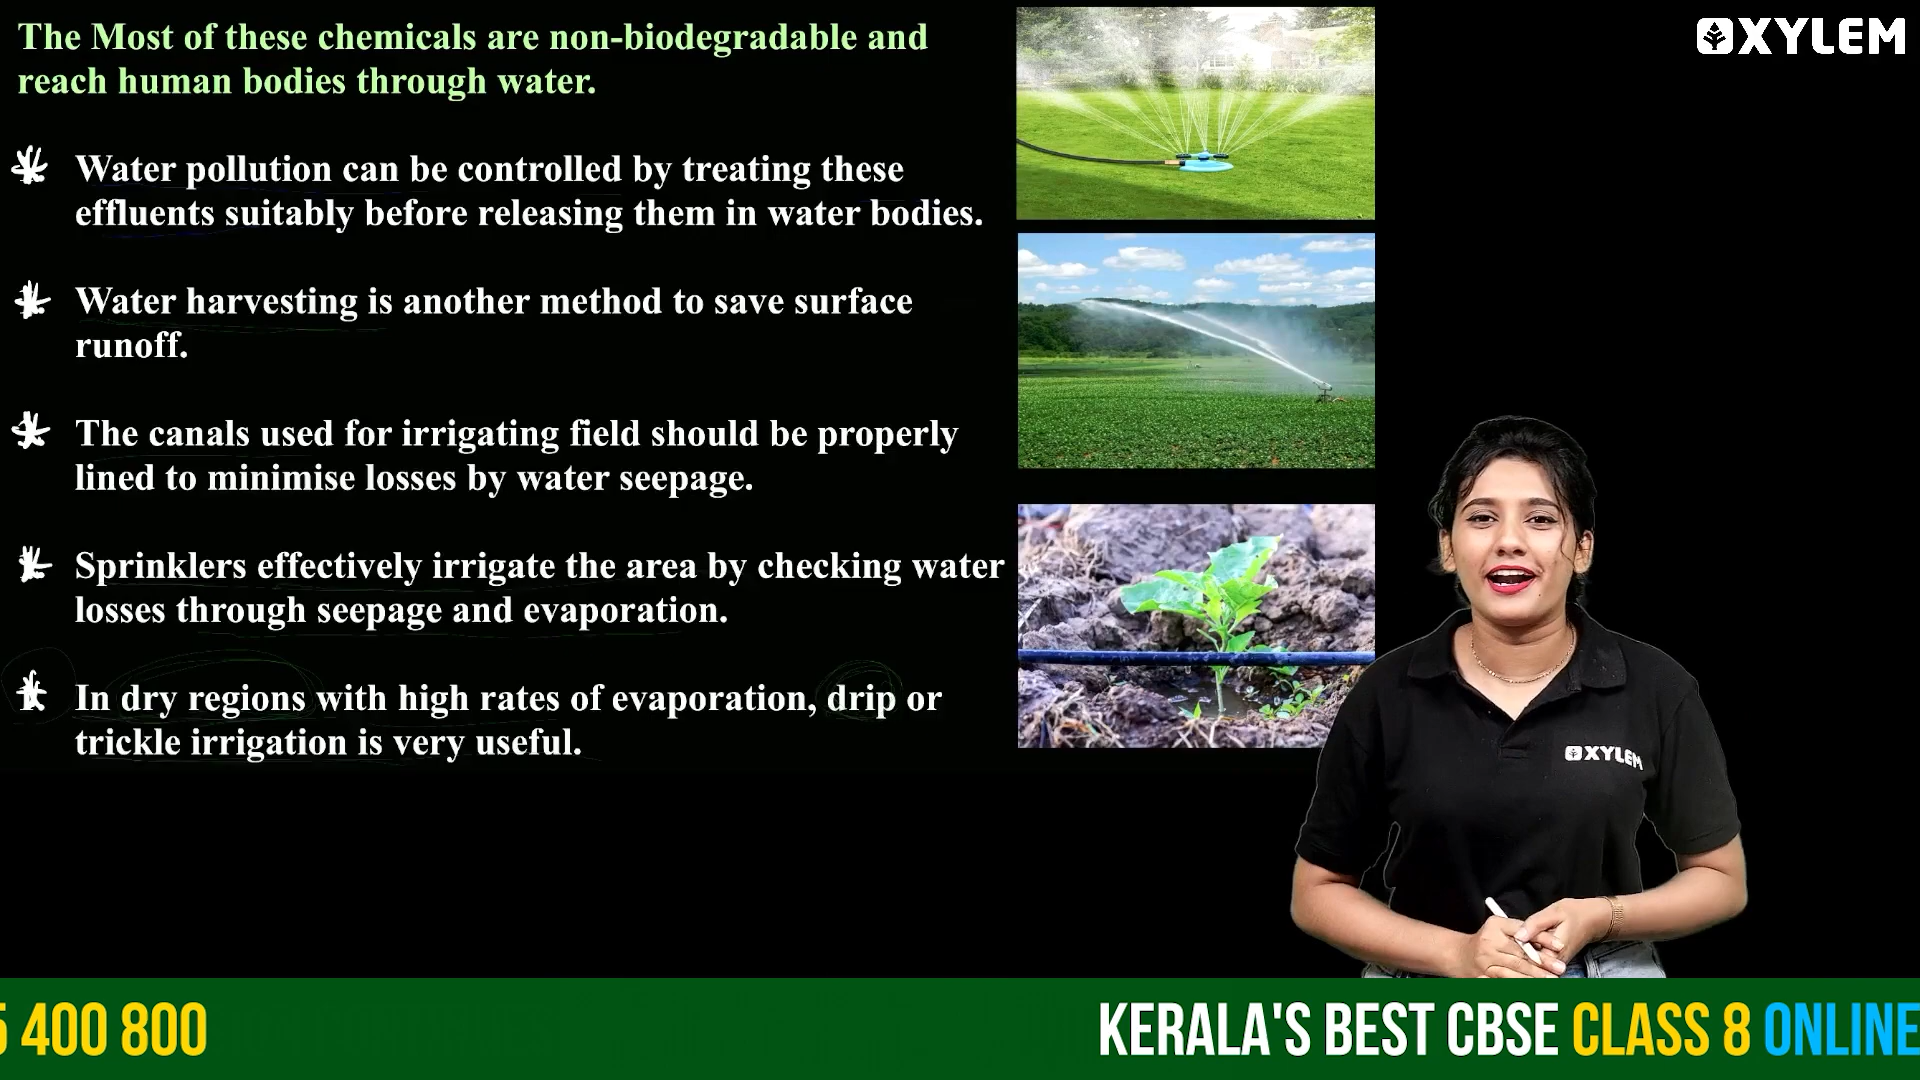 The Most of these chemicals are non-biodegradable and
reach human bodies through water.
Water pollution can be controlled by treating these
effluents suitably before releasing them in water bodies.
Water harvesting is another method to save surface
runoff.
The canals used for irrigating field should be properly
lined to minimise losses by water seepage.
Sprinklers effectively irrigate the area by checking water
losses through seepage and evaporation.
In dry regions with high rates of evaporation, drip or
trickle irrigation is very useful.
OXYLEM
OXYLEM
400 800
KERALA'S BEST CBSE CLASS 8 ONLINE